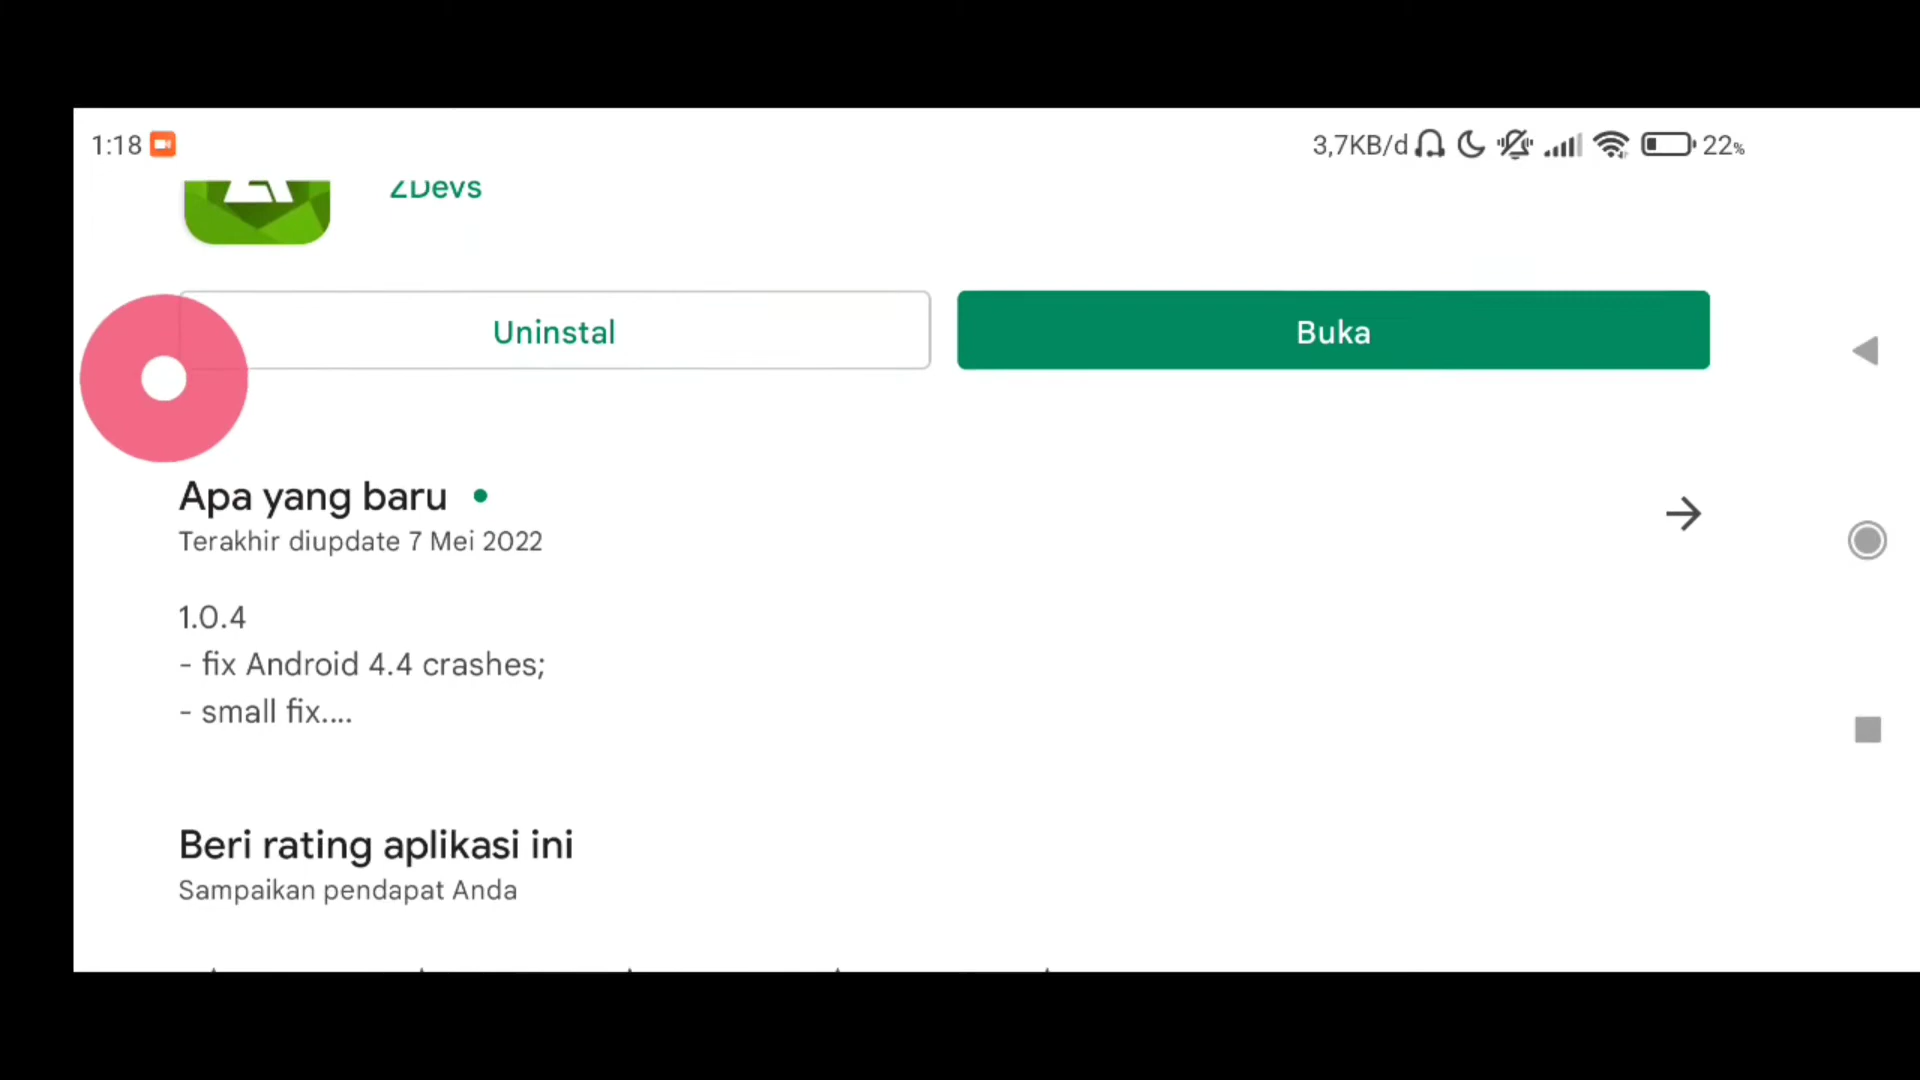 1:18
3,7KB/d 22%
ZDevs
Uninstal
Buka
Apa yang baru
Terakhir diupdate 7 Mei 2022
1.0.4
- fix Android 4.4 crashes;
- small fix....
Beri rating aplikasi ini
Sampaikan pendapat Anda